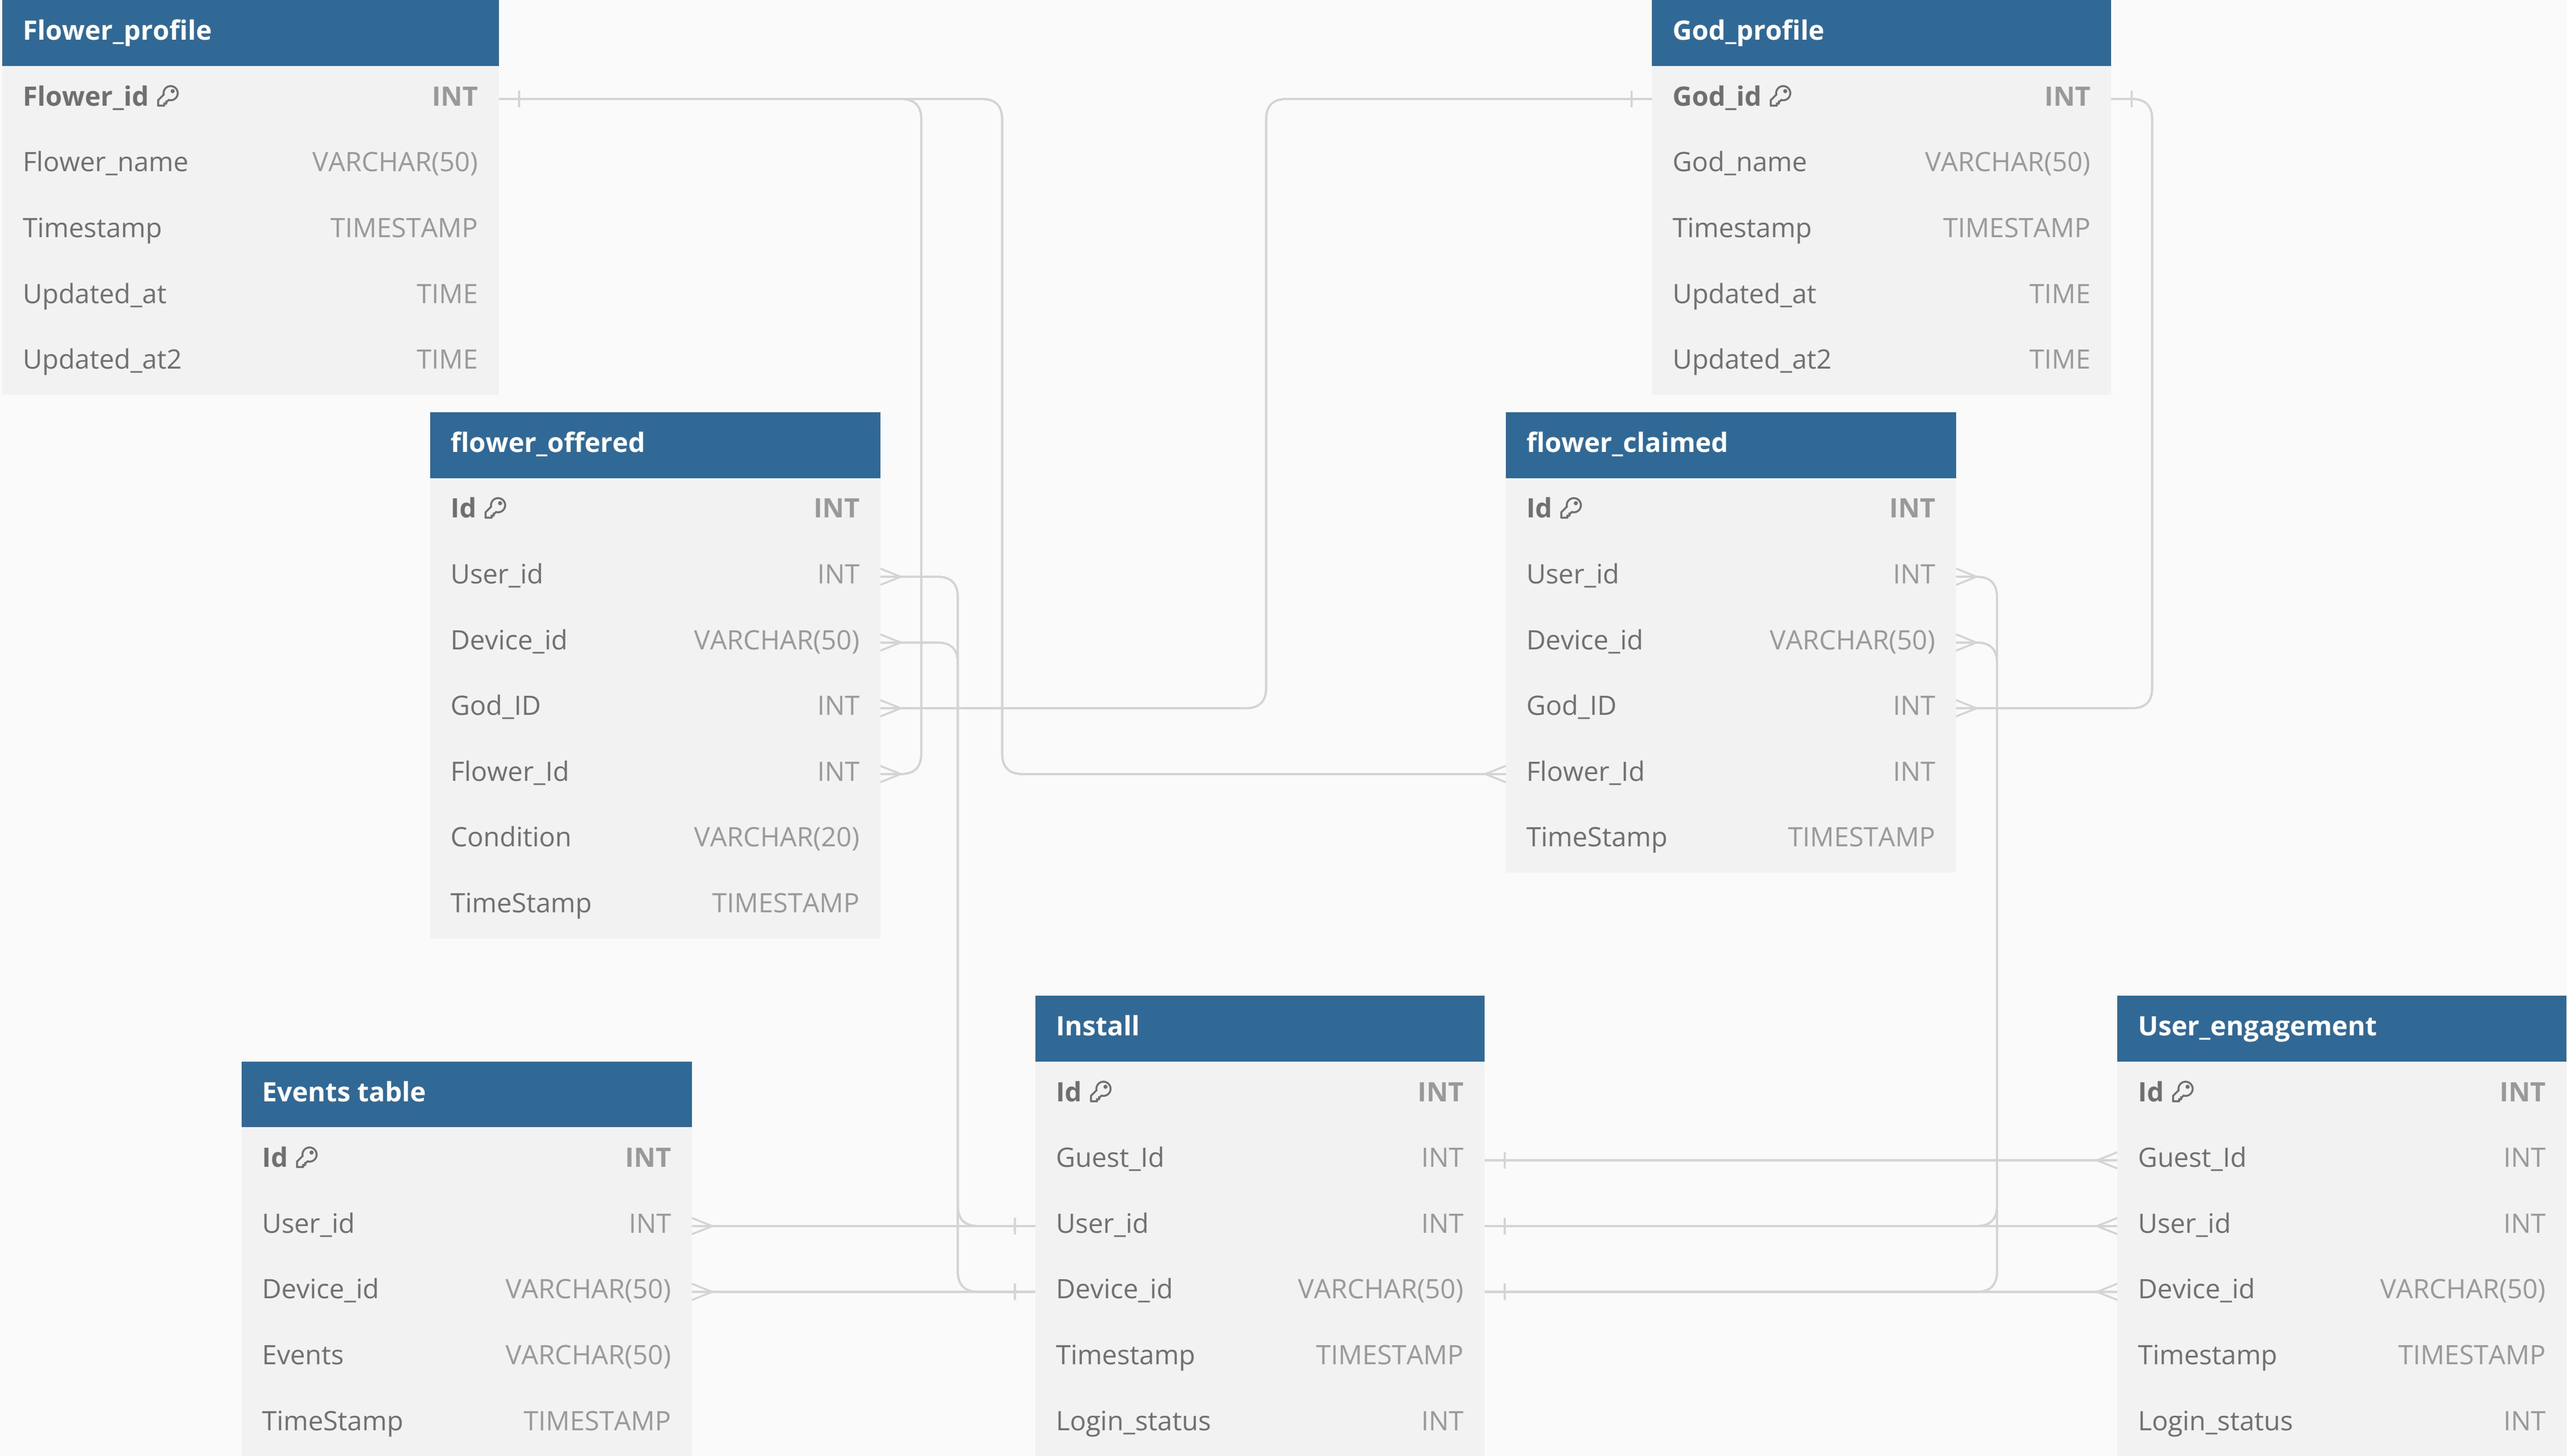 Flower_profile
Flower_id INT
Flower_name VARCHAR(50)
Timestamp TIMESTAMP
Updated_at TIME
Updated_at2 TIME
God_profile
God_id INT
God_name VARCHAR(50)
Timestamp TIMESTAMP
Updated_at TIME
Updated_at2 TIME
flower_offered
Id INT
User_id INT
Device_id VARCHAR(50)
God_ID INT
Flower_Id INT
Condition VARCHAR(20)
TimeStamp TIMESTAMP
flower_claimed
Id INT
User_id INT
Device_id VARCHAR(50)
God_ID INT
Flower_Id INT
TimeStamp TIMESTAMP
Events table
Id INT
User_id INT
Device_id VARCHAR(50)
Events VARCHAR(50)
TimeStamp TIMESTAMP
Install
Id INT
Guest_Id INT
User_id INT
Device_id VARCHAR(50)
Timestamp TIMESTAMP
Login_status INT
User_engagement
Id INT
Guest_Id INT
User_id INT
Device_id VARCHAR(50)
Timestamp TIMESTAMP
Login_status INT